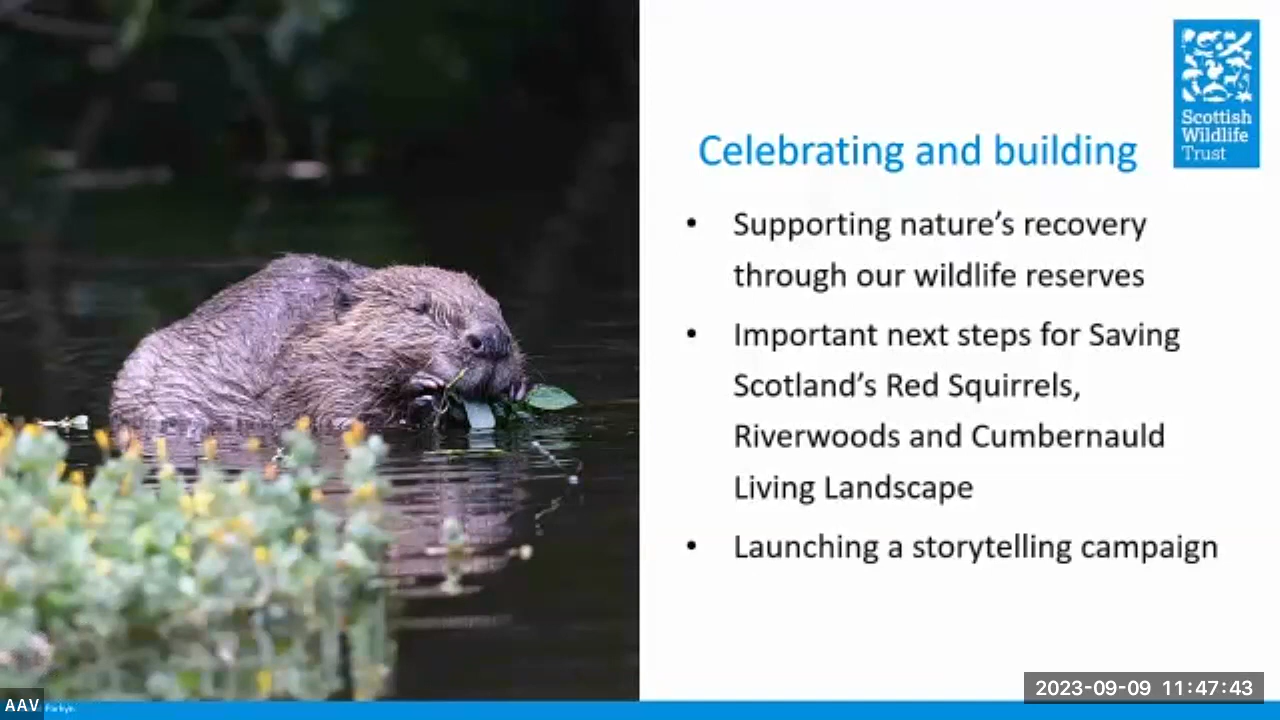 Scottish
Wildlife
Trust
Celebrating and building
• Supporting nature’s recovery
through our wildlife reserves
• Important next steps for Saving
Scotland’s Red Squirrels,
Riverwoods and Cumbernauld
Living Landscape
• Launching a storytelling campaign
2023-09-09 11:47:43
AAV